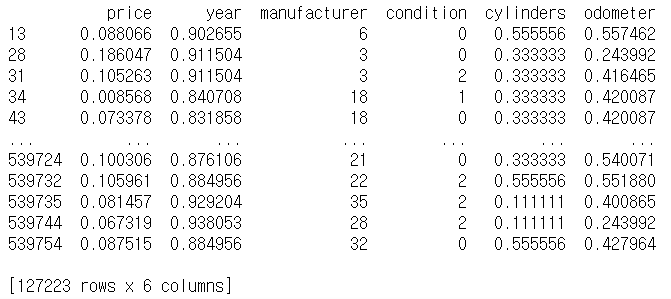 price year manufacturer condition cylinders odometer
13 0.088066 0.902655 6 0 0.555556 0.557462
28 0.186047 0.911504 3 0 0.333333 0.243992
31 0.105263 0.911504 3 2 0.333333 0.416465
34 0.008568 0.840708 18 1 0.333333 0.420087
43 0.073378 0.831858 18 0 0.333333 0.420087
... ... ... ... ... ... ...
539724 0.100306 0.876106 21 0 0.333333 0.540071
539732 0.105961 0.884956 22 2 0.555556 0.551880
539735 0.081457 0.929204 35 2 0.111111 0.400865
539744 0.067319 0.938053 28 2 0.111111 0.243992
539754 0.087515 0.884956 32 0 0.555556 0.427964
[127223 rows x 6 columns]